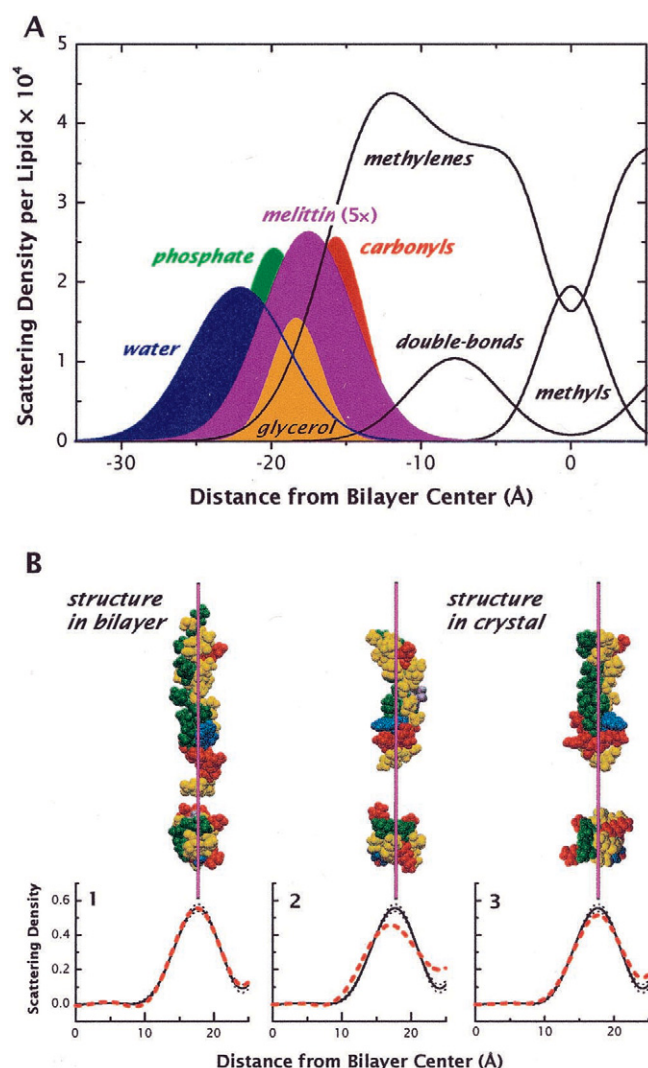 A
Scattering Density per Lipid × 10⁴
5
4
3
2
1
0
methylenes
melittin (5x)
phosphate
carbonyls
water
double-bonds
glycerol
methyls
-30
-20
-10
0
Distance from Bilayer Center (Å)
B
structure
in bilayer
structure
in crystal
Scattering Density
0.6
0.4
0.2
0.0
1
2
3
0
10
20
0
10
20
0
10
20
Distance from Bilayer Center (Å)